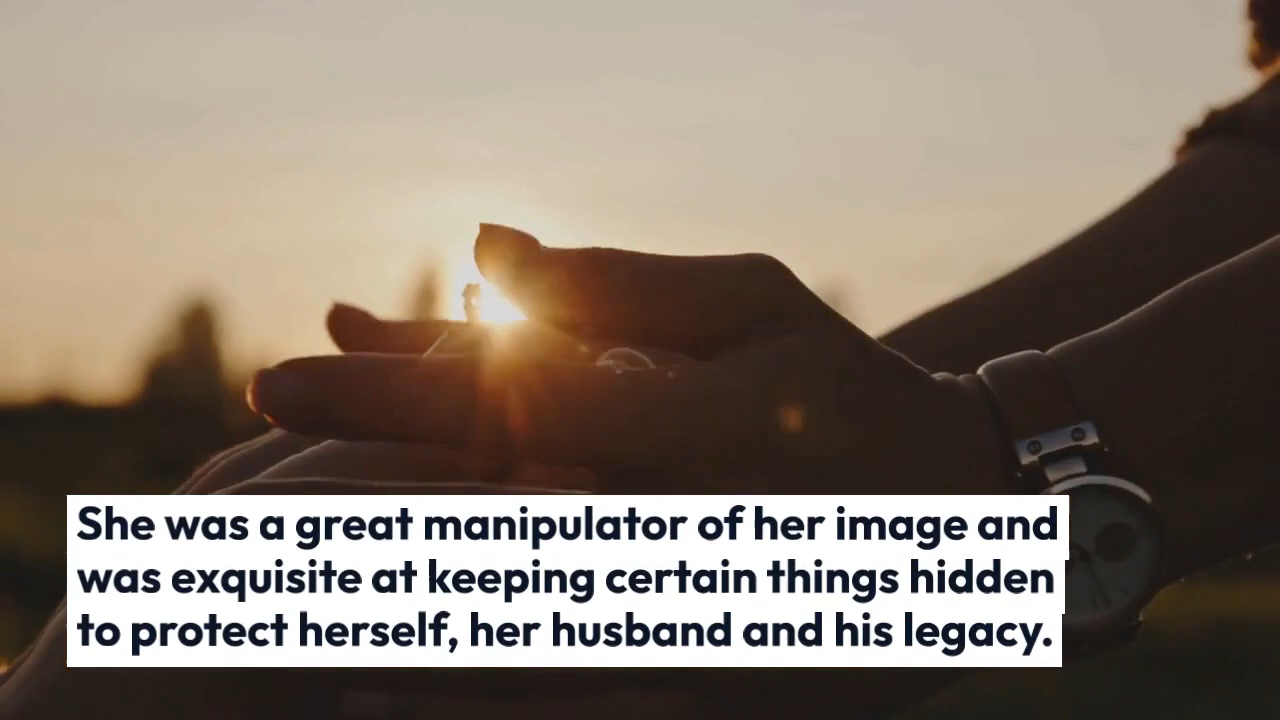 She was a great manipulator of her image and
was exquisite at keeping certain things hidden
to protect herself, her husband and his legacy.